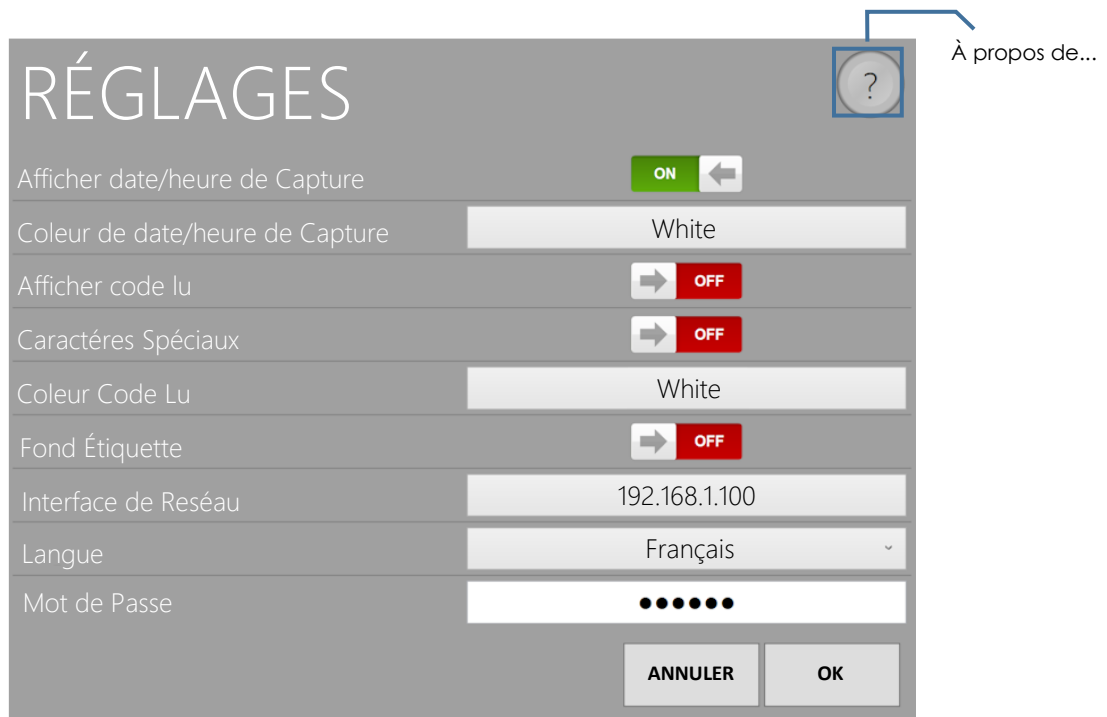 À propos de...
RÉGLAGES ?
Afficher date/heure de Capture ON
Coleur de date/heure de Capture White
Afficher code lu OFF
Caractéres Spéciaux OFF
Coleur Code Lu White
Fond Étiquette OFF
Interface de Reséau 192.168.1.100
Langue Français
Mot de Passe ●●●●●●
ANNULER OK